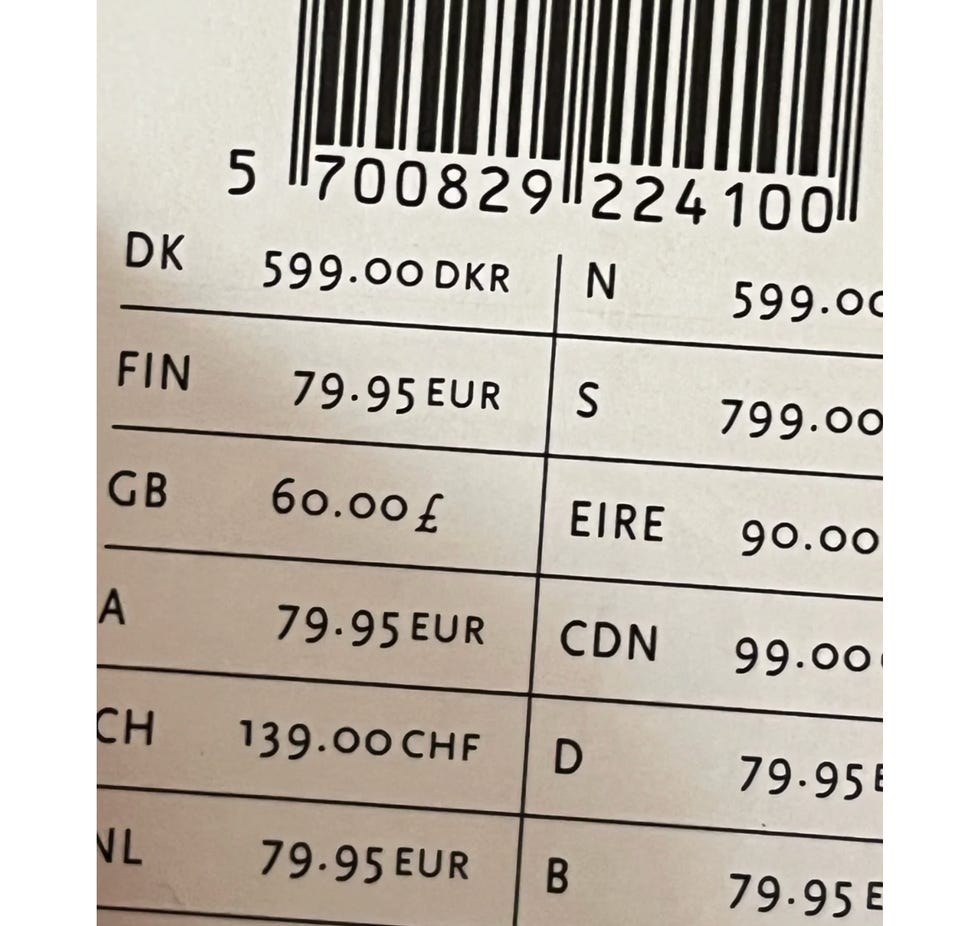 5 700829 224100
DK 599.00 DKR N 599.00
FIN 79.95 EUR S 799.00
GB 60.00 £ EIRE 90.00
A 79.95 EUR CDN 99.00
CH 139.00 CHF D 79.95 E
NL 79.95 EUR B 79.95 E